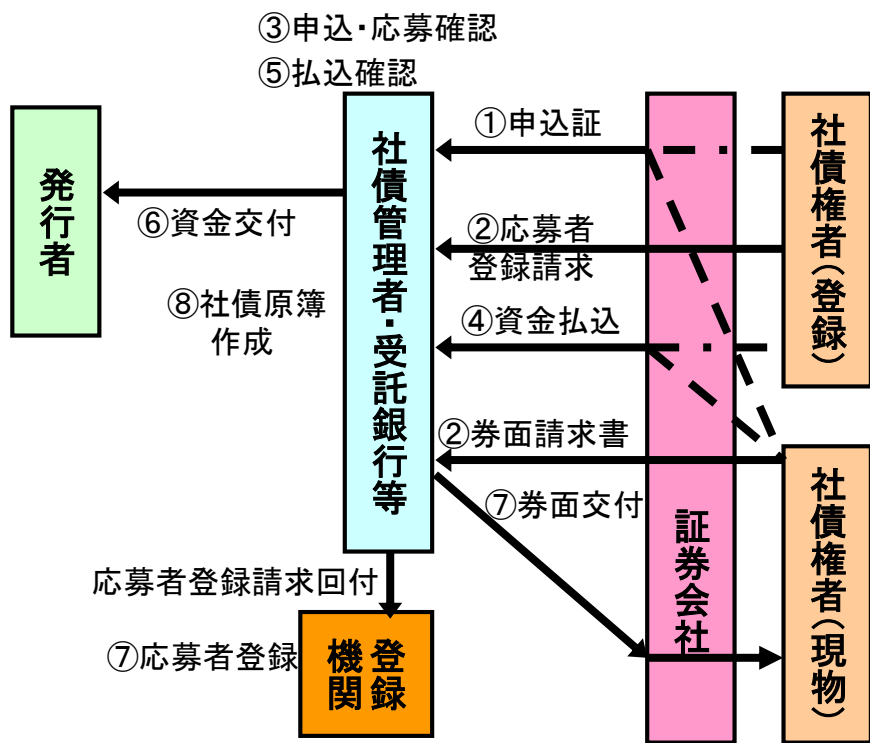 ③申込・応募確認
⑤払込確認
①申込証
発行者
社債管理者・受託銀行等
証券会社
社債権者(登録)
⑥資金交付
②応募者
登録請求
⑧社債原簿
作成
④資金払込
②券面請求書
⑦券面交付
社債権者(現物)
応募者登録請求回付
⑦応募者登録
登録
機関